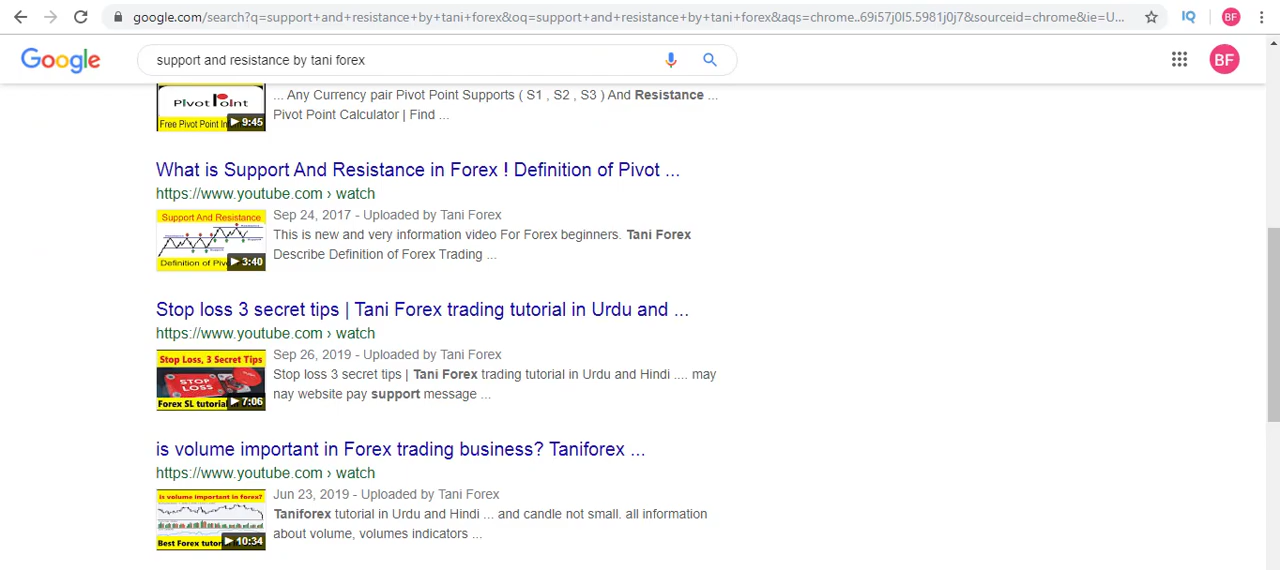 google.com/search?q=support+and+resistance+by+tani+forex&oq=support+and+resistance+by+tani+forex&aqs=chrome..69i57j0l5.5981j0j7&sourceid=chrome&ie=U...
IQ
BF
Google
support and resistance by tani forex
BF
Pivot Point
Free Pivot Point In
9:45
... Any Currency pair Pivot Point Supports ( S1 , S2 , S3 ) And Resistance ...
Pivot Point Calculator | Find ...
What is Support And Resistance in Forex ! Definition of Pivot ...
https://www.youtube.com › watch
Support And Resistance
Definition of Piv
3:40
Sep 24, 2017 - Uploaded by Tani Forex
This is new and very information video For Forex beginners. Tani Forex
Describe Definition of Forex Trading ...
Stop loss 3 secret tips | Tani Forex trading tutorial in Urdu and ...
https://www.youtube.com › watch
Stop Loss, 3 Secret Tips
STOP
LOSS
Forex SL tutorial
7:06
Sep 26, 2019 - Uploaded by Tani Forex
Stop loss 3 secret tips | Tani Forex trading tutorial in Urdu and Hindi .... may
nay website pay support message ...
is volume important in Forex trading business? Taniforex ...
https://www.youtube.com › watch
is volume important in forex?
Best Forex tutor
10:34
Jun 23, 2019 - Uploaded by Tani Forex
Taniforex tutorial in Urdu and Hindi ... and candle not small. all information
about volume, volumes indicators ...